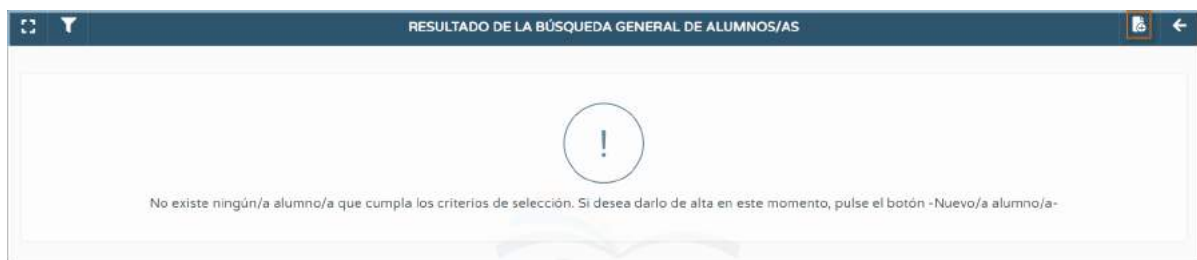 RESULTADO DE LA BÚSQUEDA GENERAL DE ALUMNOS/AS
!
No existe ningún/a alumno/a que cumpla los criterios de selección. Si desea darlo de alta en este momento, pulse el botón -Nuevo/a alumno/a-